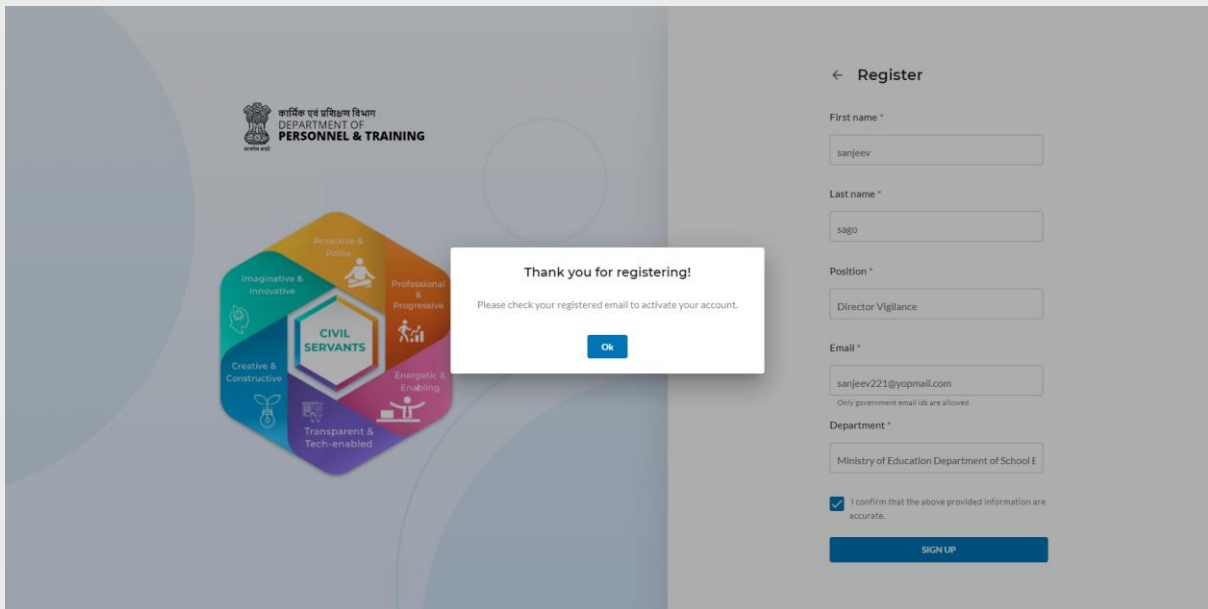 कार्मिक एवं प्रशिक्षण विभाग
DEPARTMENT OF
PERSONNEL & TRAINING
सत्यमेव जयते
Proactive &
Polite
Imaginative &
Innovative
Professional
&
Progressive
CIVIL
SERVANTS
Creative &
Constructive
Energetic &
Enabling
Transparent &
Tech-enabled
Thank you for registering!
Please check your registered email to activate your account.
Ok
← Register
First name *
sanjeev
Last name *
sago
Position *
Director Vigilance
Email *
sanjeev221@yopmail.com
Only government email ids are allowed
Department *
Ministry of Education Department of School E
I confirm that the above provided information are
accurate.
SIGN UP